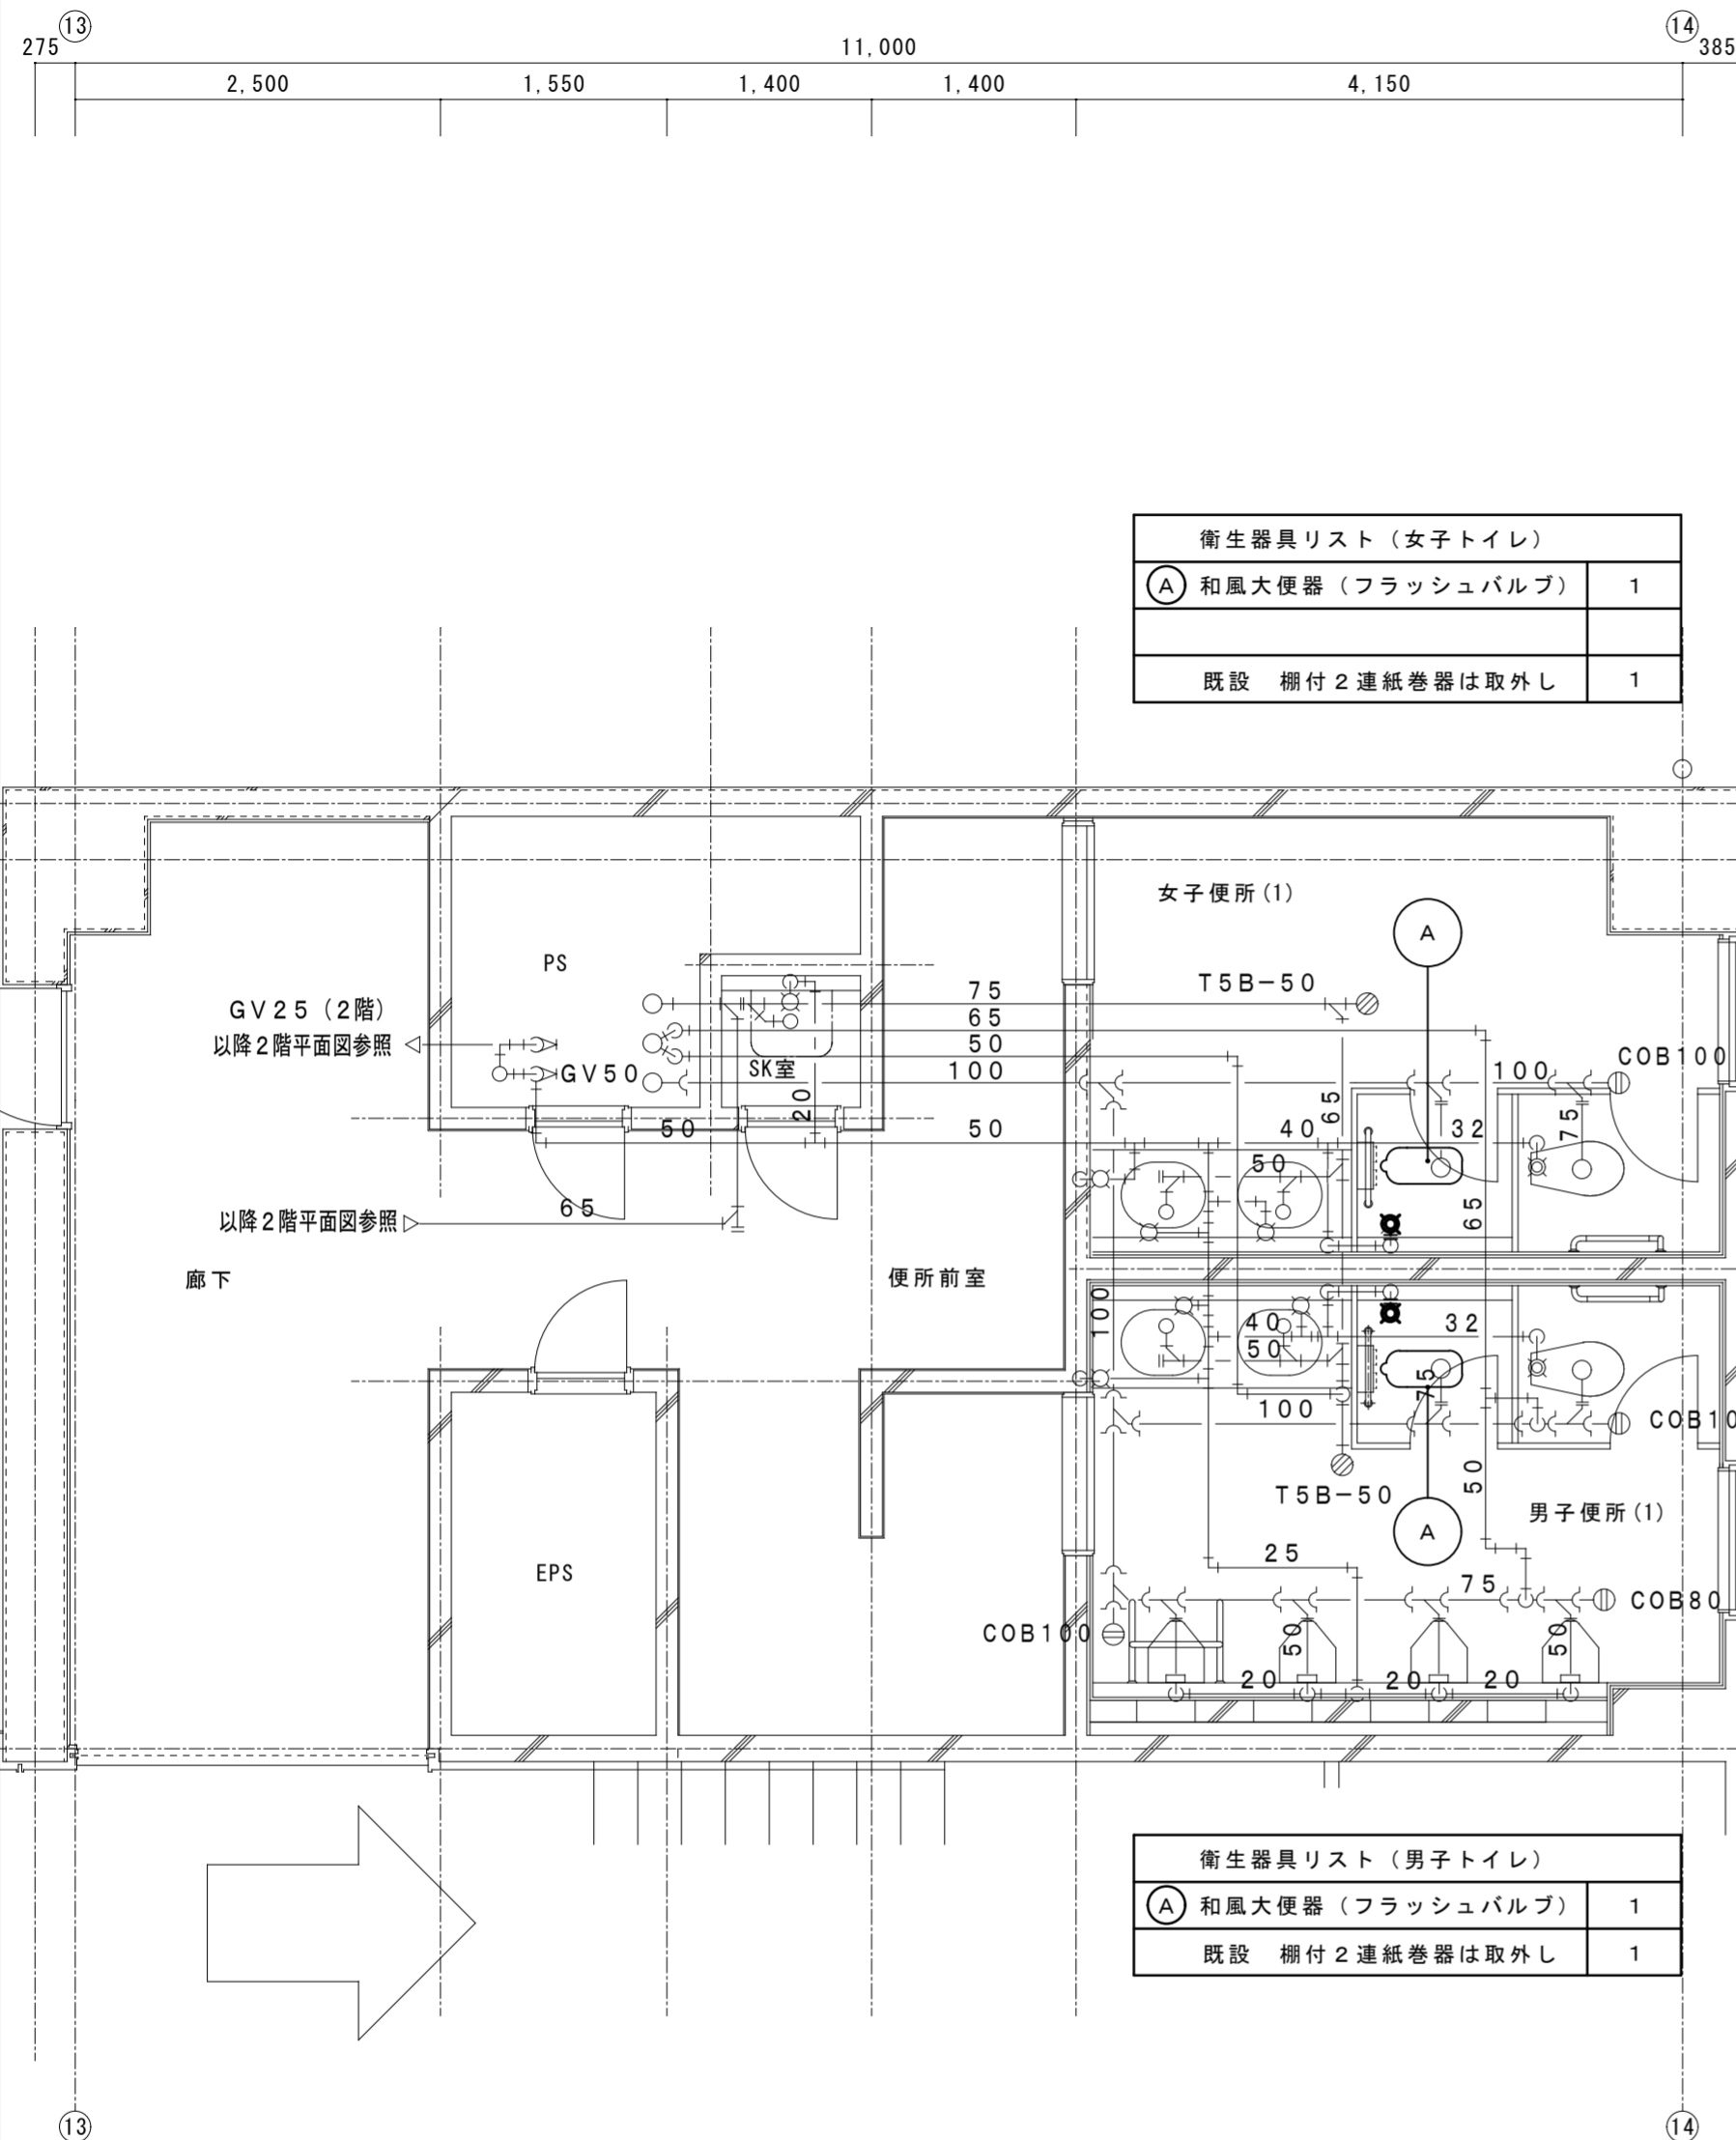 13 14
275 11,000 385
2,500 1,550 1,400 1,400 4,150
衛生器具リスト（女子トイレ）
A 和風大便器（フラッシュバルブ） 1
既設 棚付２連紙巻器は取外し 1
女子便所(1)
A
PS
T5B-50
75
GV25（2階）
65
以降２階平面図参照
50
COB100
GV50
SK室
100
100
20
65
75
50
50
40
32
50
65
以降２階平面図参照
65
廊下
便所前室
100
40
32
50
75
100
COB10
50
T5B-50
男子便所(1)
A
25
EPS
75
COB80
COB100
50
50
20
20
20
衛生器具リスト（男子トイレ）
A 和風大便器（フラッシュバルブ） 1
既設 棚付２連紙巻器は取外し 1
13 14